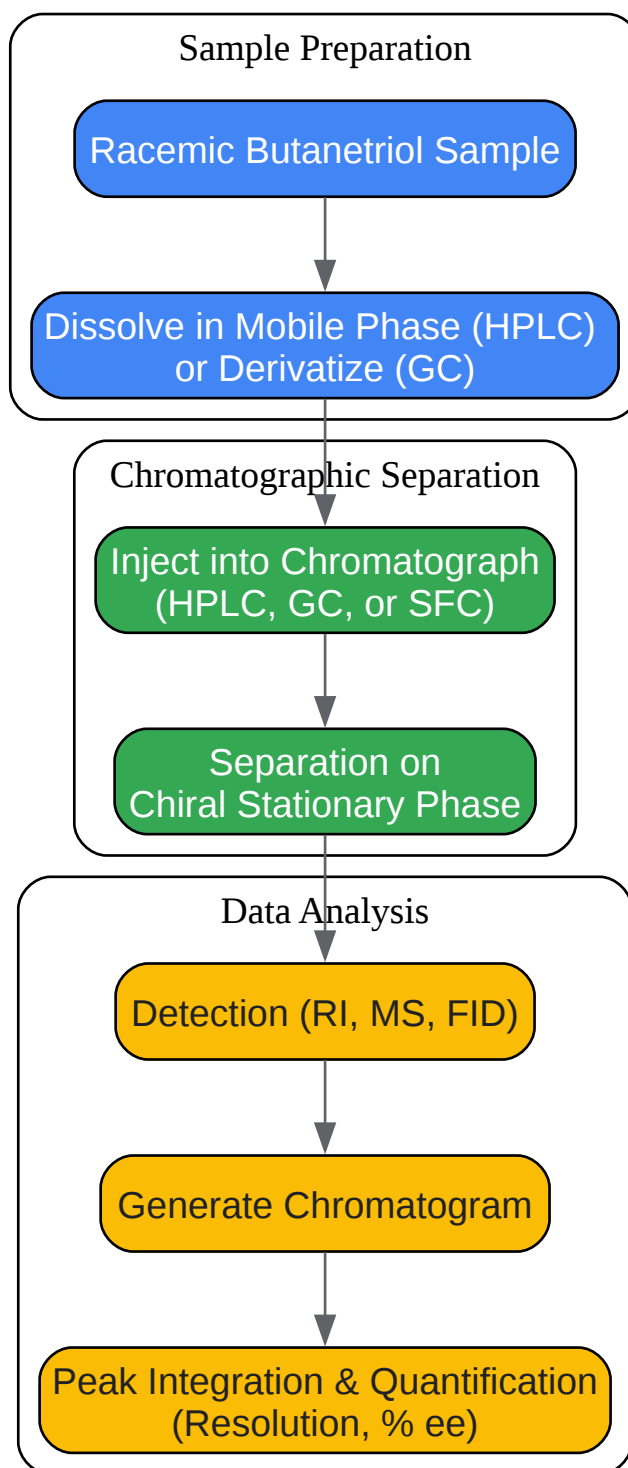 Sample Preparation
Racemic Butanetriol Sample
Dissolve in Mobile Phase (HPLC)
or Derivatize (GC)
Chromatographic Separation
Inject into Chromatograph
(HPLC, GC, or SFC)
Separation on
Chiral Stationary Phase
Data Analysis
Detection (RI, MS, FID)
Generate Chromatogram
Peak Integration & Quantification
(Resolution, % ee)